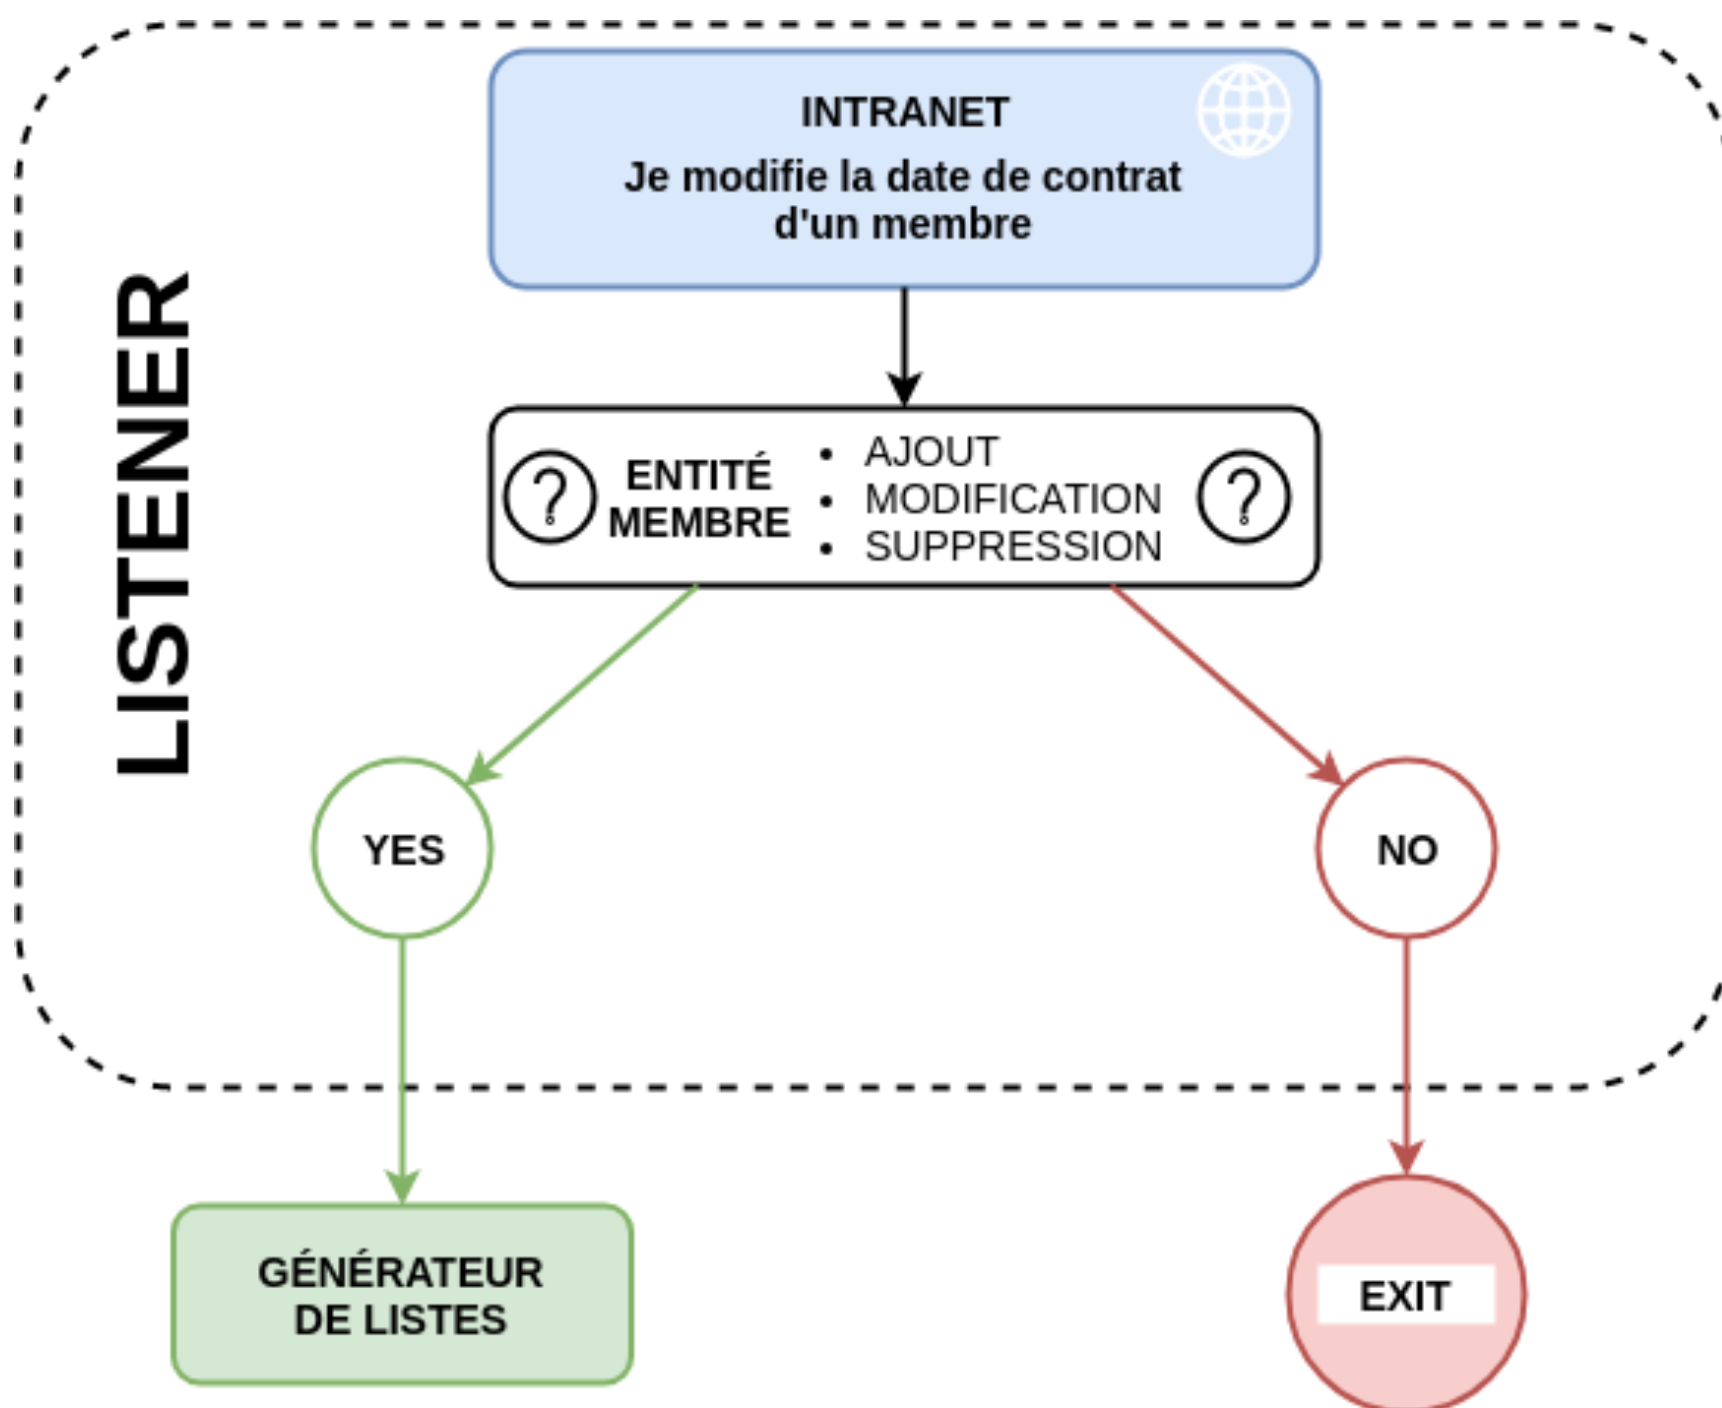 LISTENER
INTRANET
Je modifie la date de contrat
d'un membre
?
ENTITÉ
MEMBRE
• AJOUT
• MODIFICATION
• SUPPRESSION
?
YES
NO
GÉNÉRATEUR
DE LISTES
EXIT